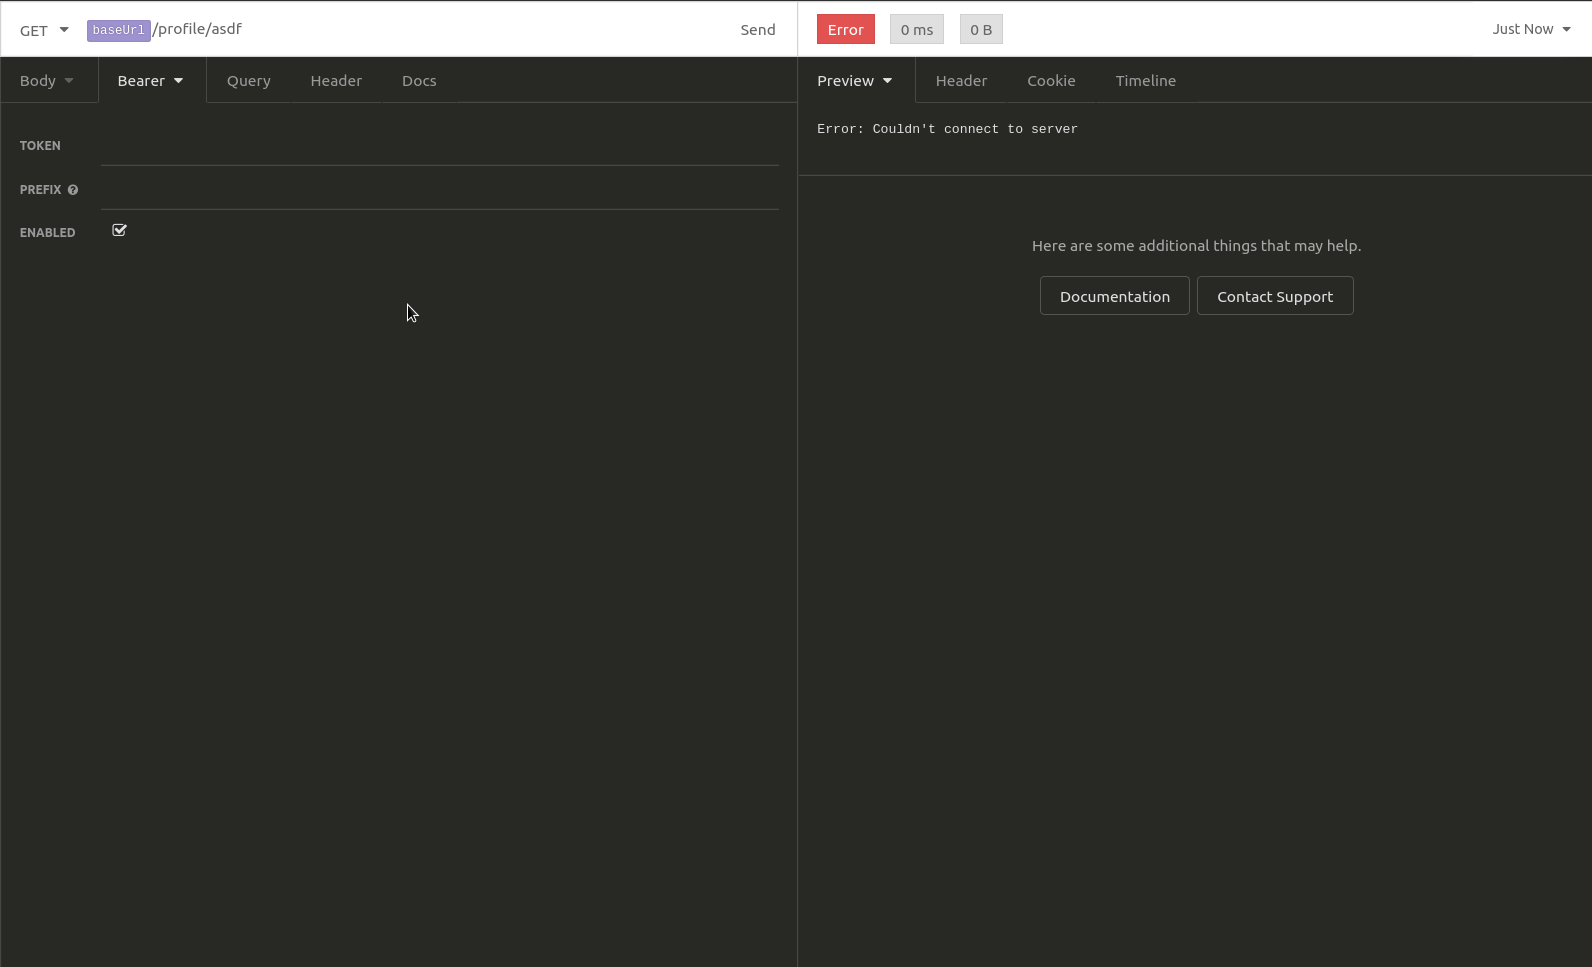 GET baseUrl/profile/asdf Send
Error 0 ms 0 B Just Now
Body Bearer Query Header Docs
Preview Header Cookie Timeline
TOKEN
PREFIX
ENABLED
Error: Couldn't connect to server
Here are some additional things that may help.
Documentation Contact Support